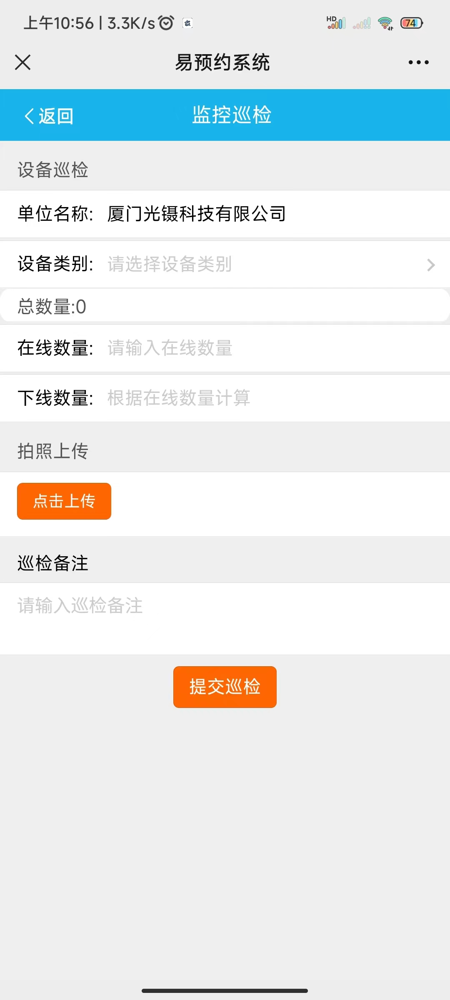 上午10:56 | 3.3K/s
HD
74
易预约系统
返回
监控巡检
设备巡检
单位名称: 厦门光镊科技有限公司
设备类别: 请选择设备类别
总数量:0
在线数量: 请输入在线数量
下线数量: 根据在线数量计算
拍照上传
点击上传
巡检备注
请输入巡检备注
提交巡检